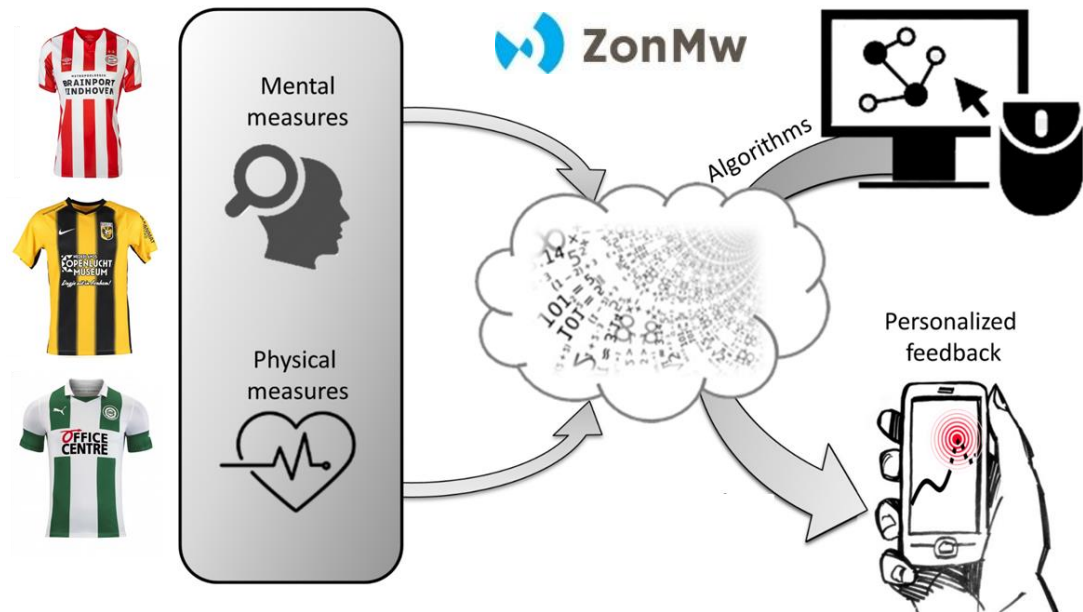 BRAINPORT
EINDHOVEN
OPENLUCHT
MUSEUM
OFFICE
CENTRE
Mental
measures
Physical
measures
ZonMw
Algorithms
Personalized
feedback